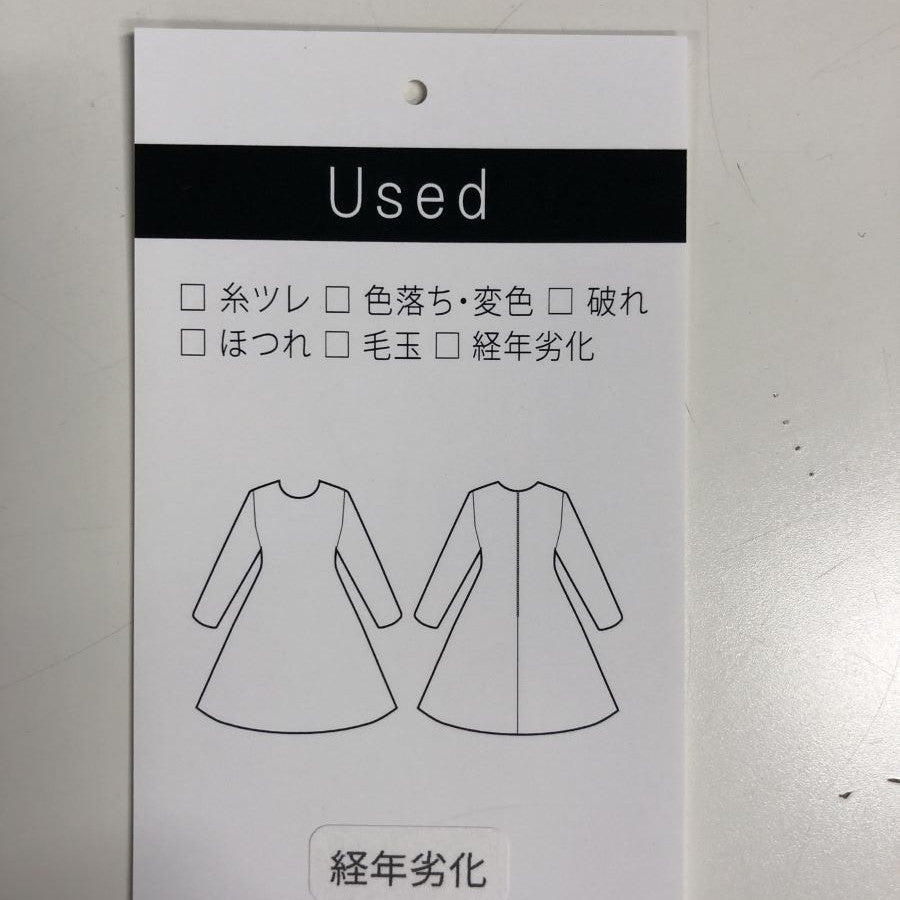 Used
□ 糸ツレ □ 色落ち・変色 □ 破れ
□ ほつれ □ 毛玉 □ 経年劣化
経年劣化